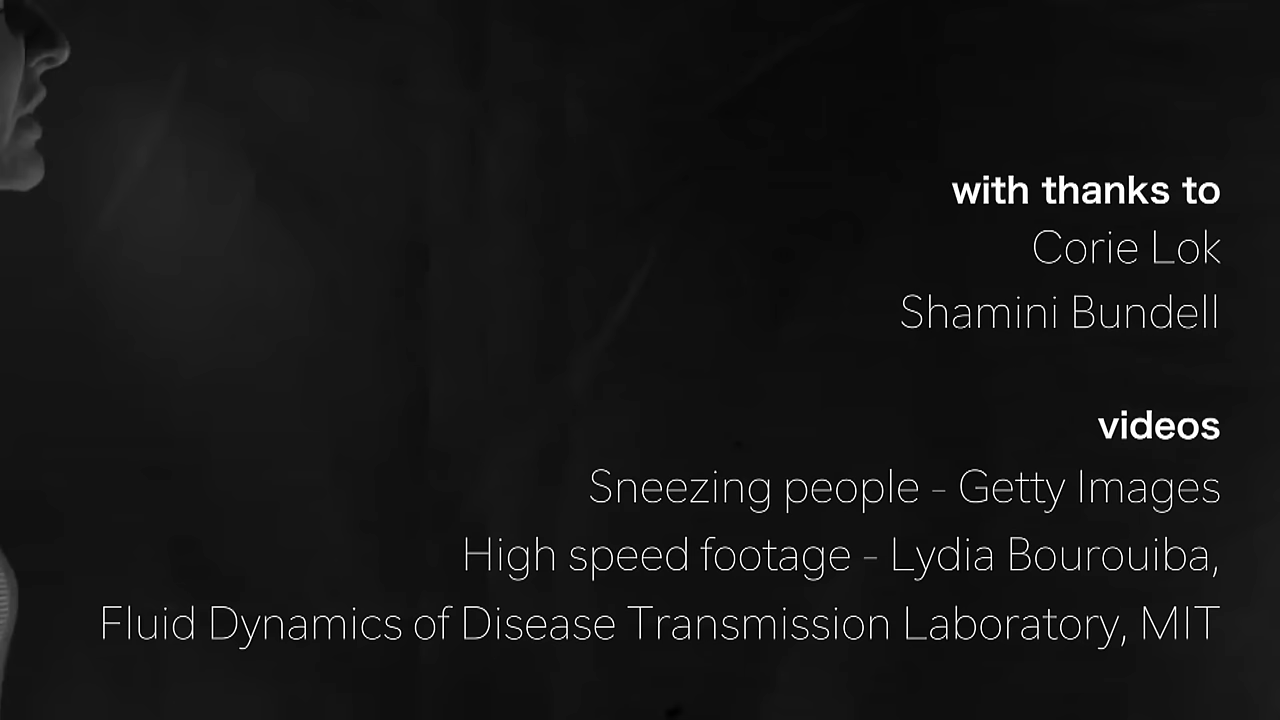 with thanks to
Corie Lok
Shamini Bundell
videos
Sneezing people - Getty Images
High speed footage - Lydia Bourouiba,
Fluid Dynamics of Disease Transmission Laboratory, MIT